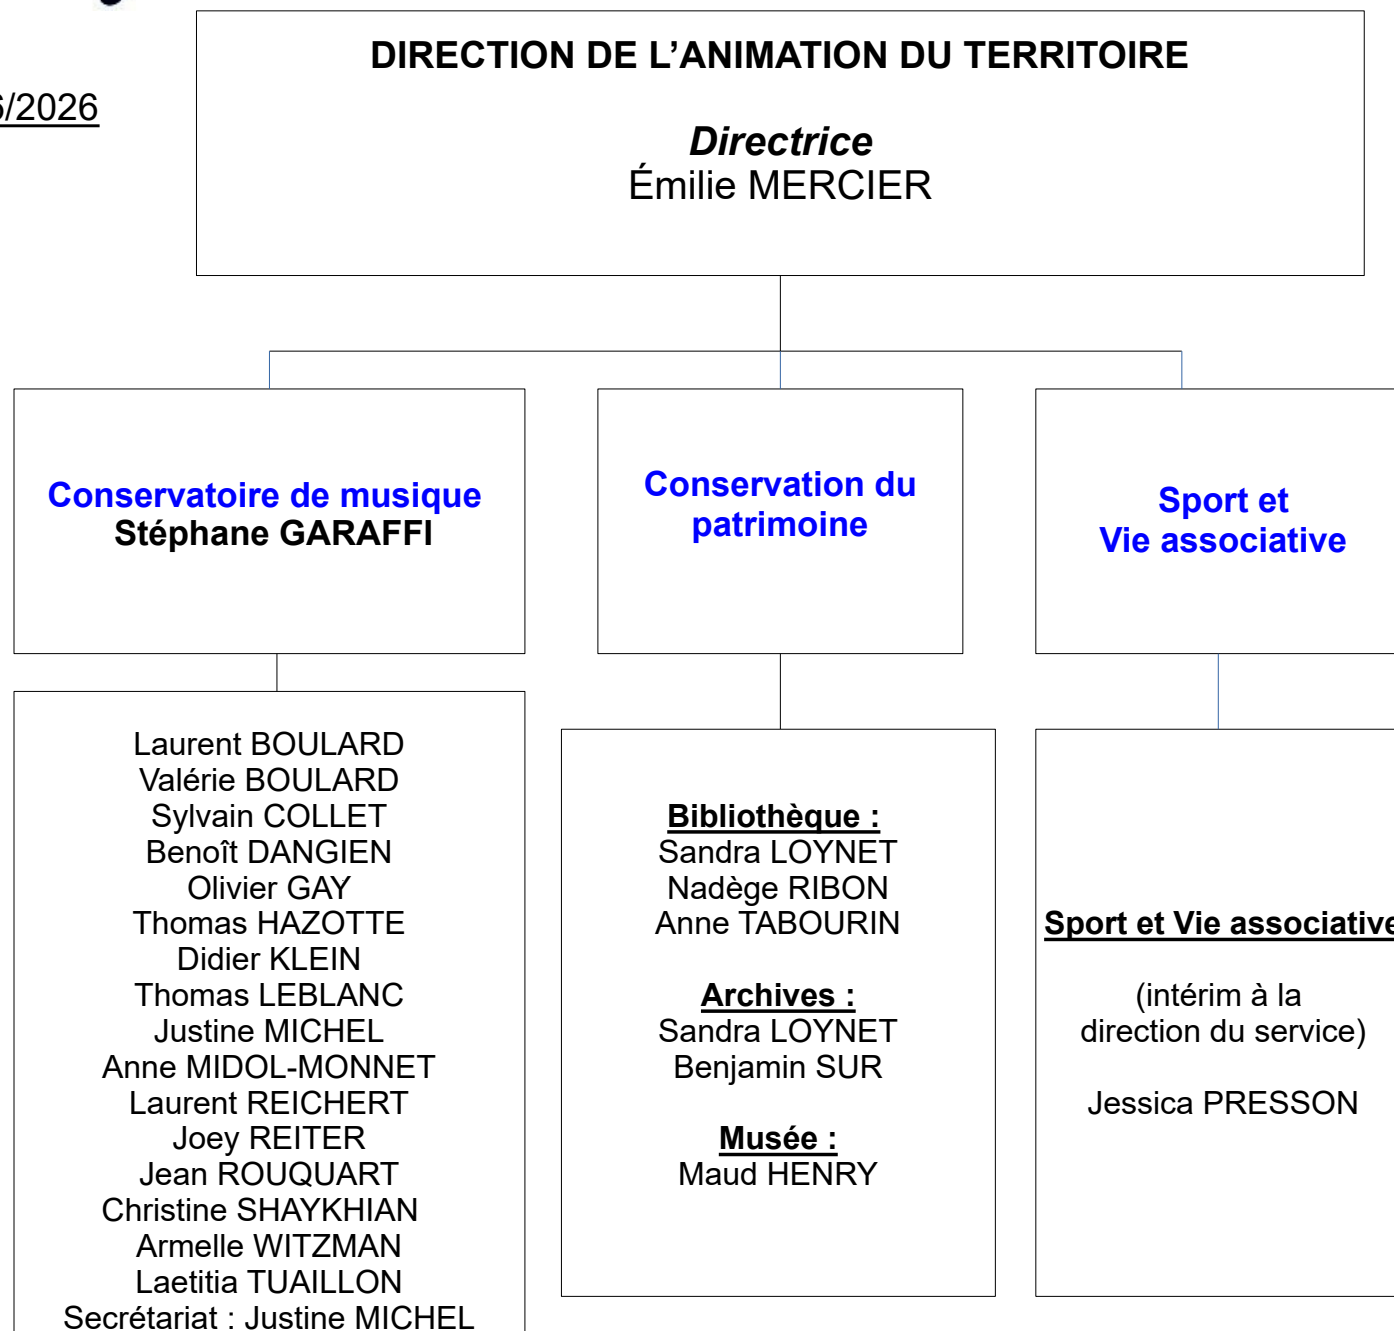 DIRECTION DE L’ANIMATION DU TERRITOIRE
6/2026
Directrice
Émilie MERCIER
Conservatoire de musique
Stéphane GARAFFI
Conservation du
patrimoine
Sport et
Vie associative
Laurent BOULARD
Valérie BOULARD
Sylvain COLLET
Benoît DANGIEN
Olivier GAY
Thomas HAZOTTE
Didier KLEIN
Thomas LEBLANC
Justine MICHEL
Anne MIDOL-MONNET
Laurent REICHERT
Joey REITER
Jean ROUQUART
Christine SHAYKHIAN
Armelle WITZMAN
Laetitia TUAILLON
Secrétariat : Justine MICHEL
Bibliothèque :
Sandra LOYNET
Nadège RIBON
Anne TABOURIN
Archives :
Sandra LOYNET
Benjamin SUR
Musée :
Maud HENRY
Sport et Vie associative
(intérim à la
direction du service)
Jessica PRESSON